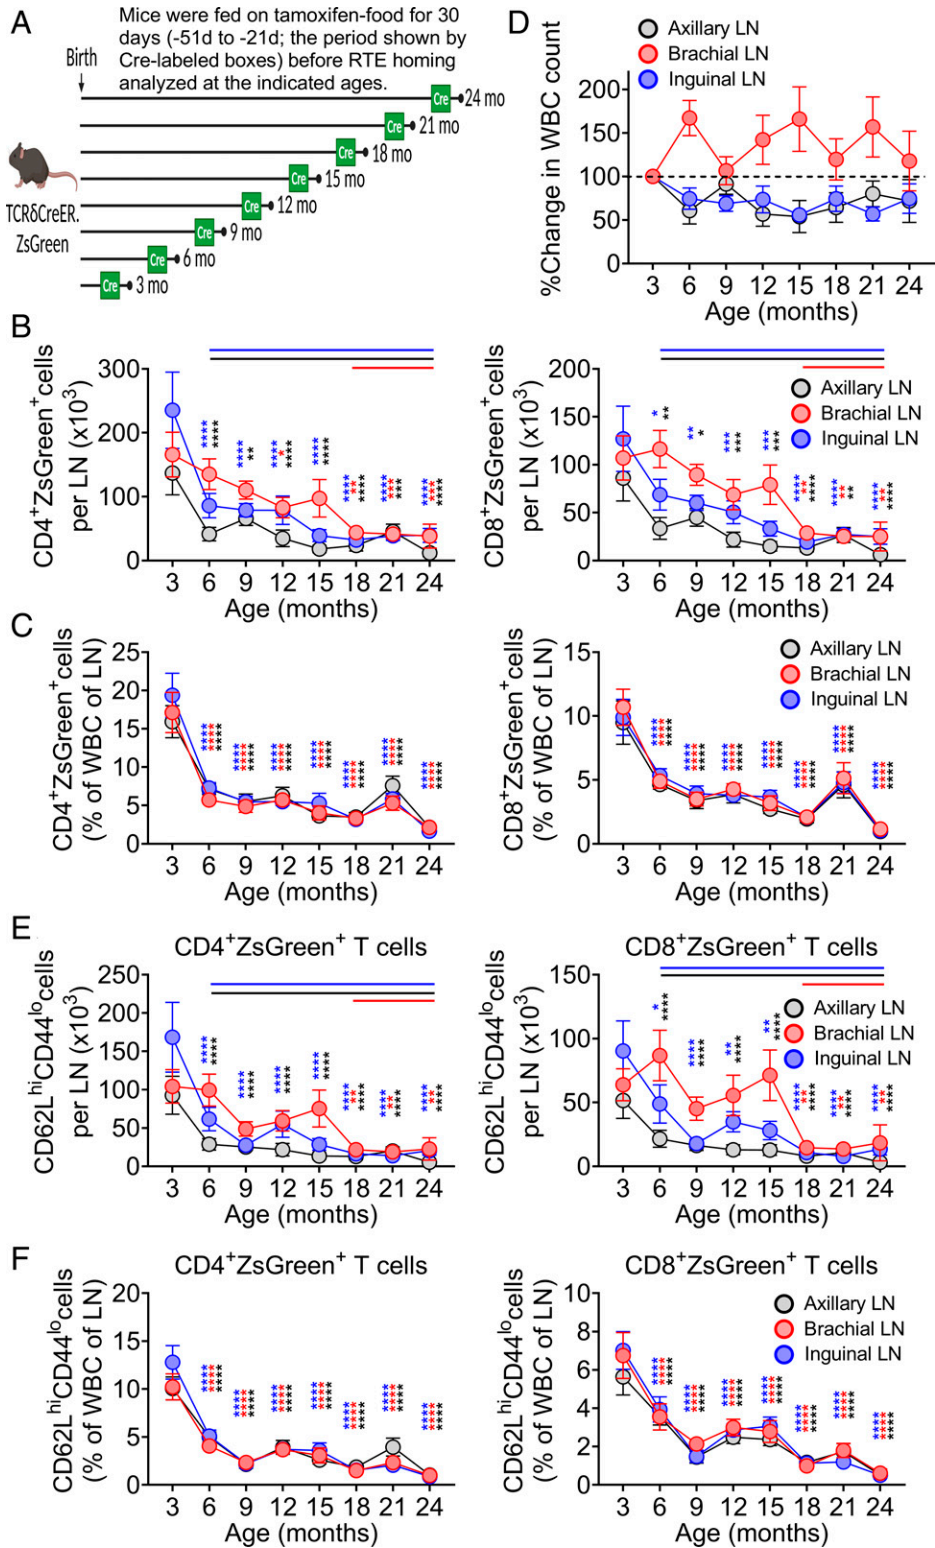 A
Mice were fed on tamoxifen-food for 30
days (-51d to -21d; the period shown by
Cre-labeled boxes) before RTE homing
analyzed at the indicated ages.
Birth
Cre
24 mo
Cre
21 mo
Cre
18 mo
Cre
15 mo
Cre
12 mo
Cre
9 mo
Cre
6 mo
Cre
3 mo
TCRδCreER.
ZsGreen
D
Axillary LN
Brachial LN
Inguinal LN
%Change in WBC count
200
150
100
50
0
3 6 9 12 15 18 21 24
Age (months)
B
CD4⁺ZsGreen⁺cells
per LN (x10³)
300
200
100
0
**** ****
*** **
**** * ****
**** ****
**** *** ****
**** *** ***
**** **** ****
3 6 9 12 15 18 21 24
Age (months)
CD8⁺ZsGreen⁺cells
per LN (x10³)
200
150
100
50
0
Axillary LN
Brachial LN
Inguinal LN
* **
** *
*** ***
*** ***
**** *** ****
**** ** **
3 6 9 12 15 18 21 24
Age (months)
C
CD4⁺ZsGreen⁺cells
(% of WBC of LN)
25
20
15
10
5
0
**** **** ****
**** **** ****
**** **** ****
**** **** ****
**** **** ****
**** **** ****
**** **** ****
3 6 9 12 15 18 21 24
Age (months)
CD8⁺ZsGreen⁺cells
(% of WBC of LN)
15
10
5
0
Axillary LN
Brachial LN
Inguinal LN
**** **** ****
**** **** ****
**** **** ****
**** **** ****
**** **** ****
**** **** ****
**** **** ****
3 6 9 12 15 18 21 24
Age (months)
E
CD4⁺ZsGreen⁺ T cells
CD62LʰⁱCD44ˡᵒcells
per LN (x10³)
250
200
150
100
50
0
**** ****
**** ****
**** ****
**** ****
3 6 9 12 15 18 21 24
Age (months)
CD8⁺ZsGreen⁺ T cells
CD62LʰⁱCD44ˡᵒcells
per LN (x10³)
150
100
50
0
Axillary LN
Brachial LN
Inguinal LN
* ****
**** ****
** ****
** ****
3 6 9 12 15 18 21 24
Age (months)
F
CD4⁺ZsGreen⁺ T cells
CD62LʰⁱCD44ˡᵒcells
(% of WBC of LN)
20
15
10
5
0
**** **** ****
**** **** ****
**** **** ****
**** **** ****
**** **** ****
**** **** ****
**** **** ****
3 6 9 12 15 18 21 24
Age (months)
CD8⁺ZsGreen⁺ T cells
CD62LʰⁱCD44ˡᵒcells
(% of WBC of LN)
8
6
4
2
0
Axillary LN
Brachial LN
Inguinal LN
**** **** ****
**** **** ****
**** **** ****
**** **** ****
**** **** ****
**** **** ****
**** **** ****
3 6 9 12 15 18 21 24
Age (months)